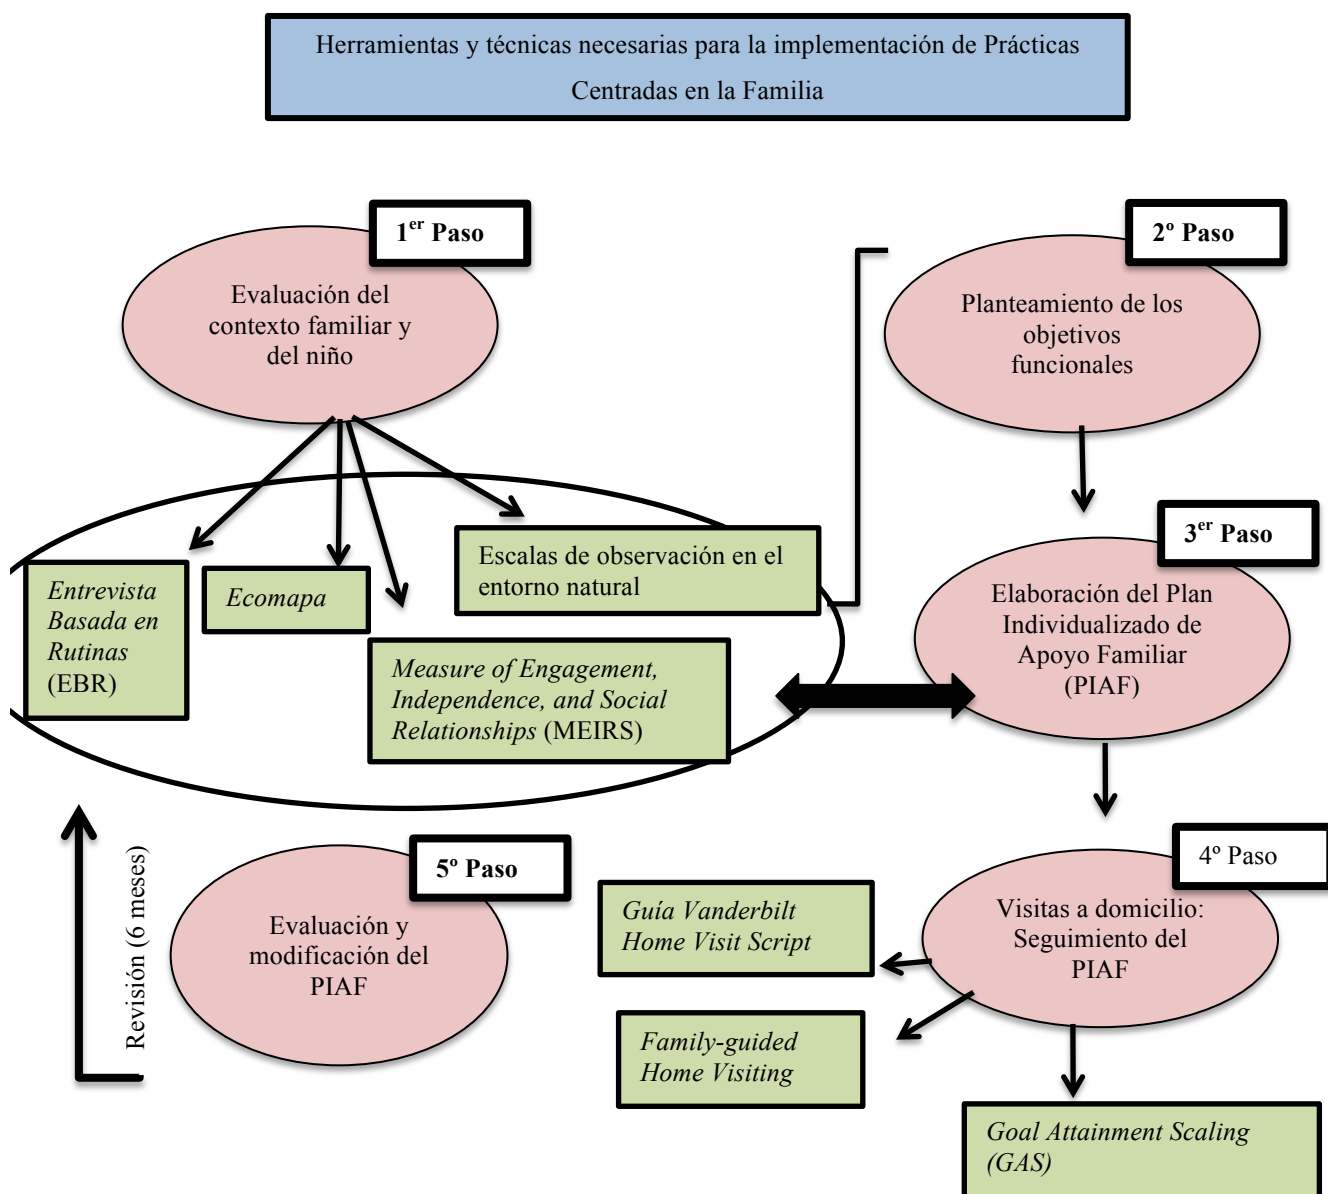 Herramientas y técnicas necesarias para la implementación de Prácticas
Centradas en la Familia
1er Paso
Evaluación del
contexto familiar y
del niño
2º Paso
Planteamiento de los
objetivos
funcionales
Entrevista
Basada en
Rutinas
(EBR)
Ecomapa
Escalas de observación en el
entorno natural
Measure of Engagement,
Independence, and Social
Relationships (MEIRS)
3er Paso
Elaboración del Plan
Individualizado de
Apoyo Familiar
(PIAF)
4º Paso
Visitas a domicilio:
Seguimiento del
PIAF
Guía Vanderbilt
Home Visit Script
Family-guided
Home Visiting
Goal Attainment Scaling
(GAS)
5º Paso
Evaluación y
modificación del
PIAF
Revisión (6 meses)